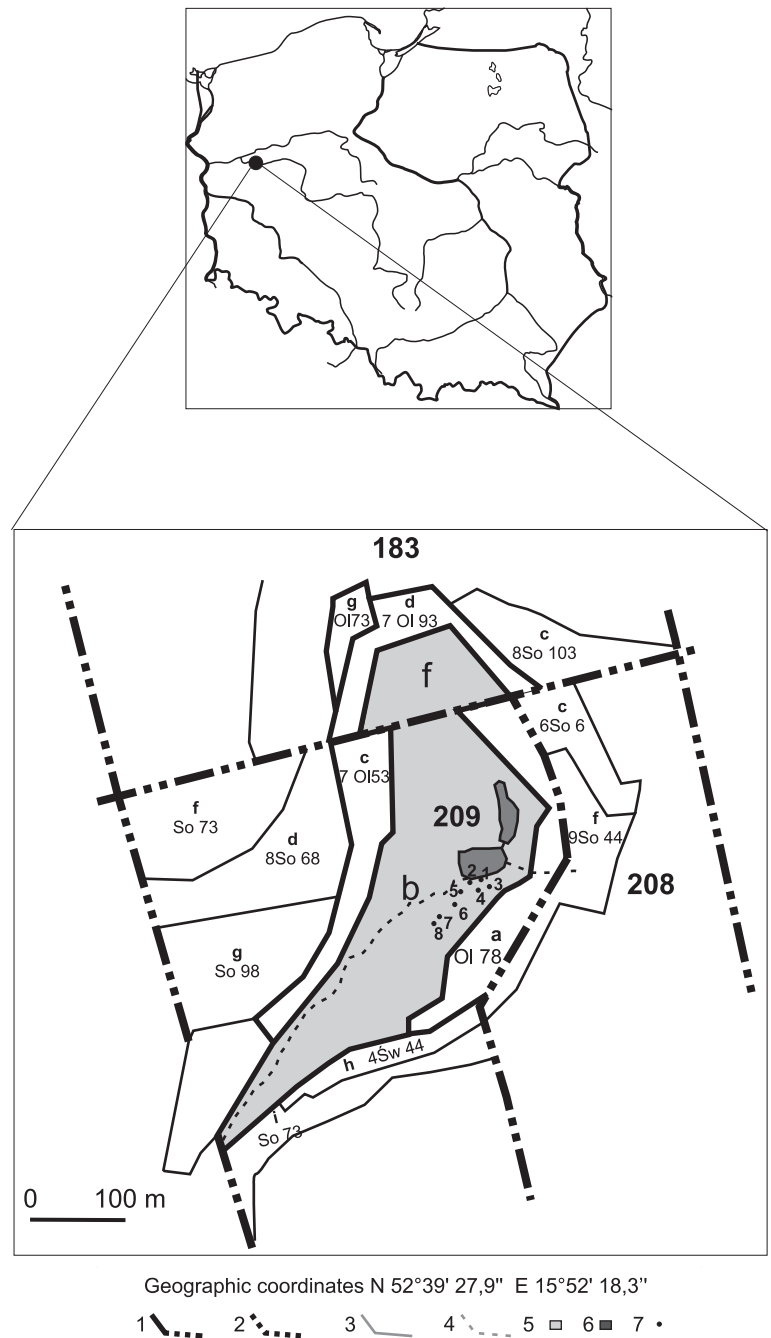 183
g
Ol73
d
7 Ol 93
c
8So 103
f
c
6So 6
c
7 Ol53
f
So 73
d
8So 68
209
f
9So 44
208
b
2 1
5 3
4
6
7
8
a
Ol 78
g
So 98
h 4Św 44
i
So 73
0 100 m
Geographic coordinates N 52°39' 27,9" E 15°52' 18,3"
1 2 3 4 5 6 7